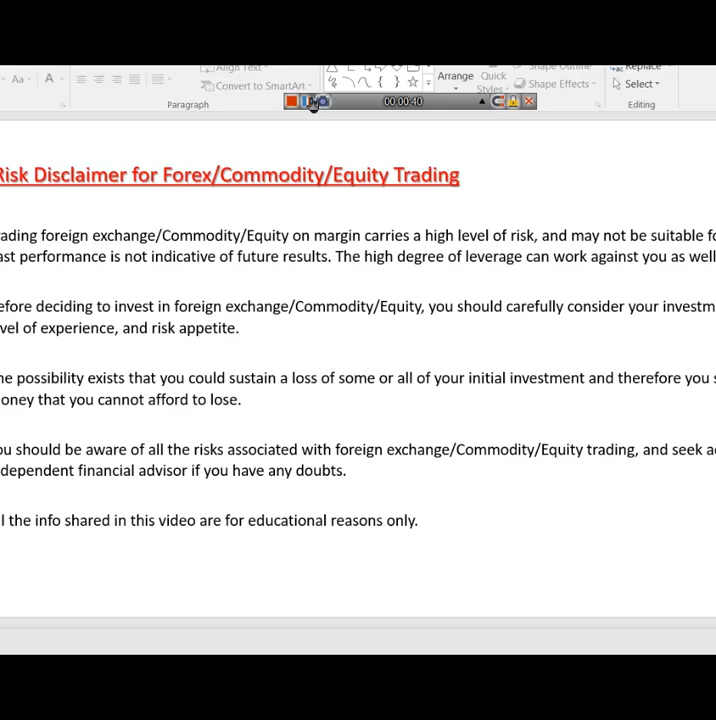 Align Text
Replace
Shape Outline
Aa
A
Convert to SmartArt
Arrange
Quick
Styles
Shape Effects
Select
Paragraph
00:00:40
Editing
Risk Disclaimer for Forex/Commodity/Equity Trading
ading foreign exchange/Commodity/Equity on margin carries a high level of risk, and may not be suitable fo
ast performance is not indicative of future results. The high degree of leverage can work against you as well
efore deciding to invest in foreign exchange/Commodity/Equity, you should carefully consider your investm
vel of experience, and risk appetite.
he possibility exists that you could sustain a loss of some or all of your initial investment and therefore you s
oney that you cannot afford to lose.
ou should be aware of all the risks associated with foreign exchange/Commodity/Equity trading, and seek a
dependent financial advisor if you have any doubts.
l the info shared in this video are for educational reasons only.